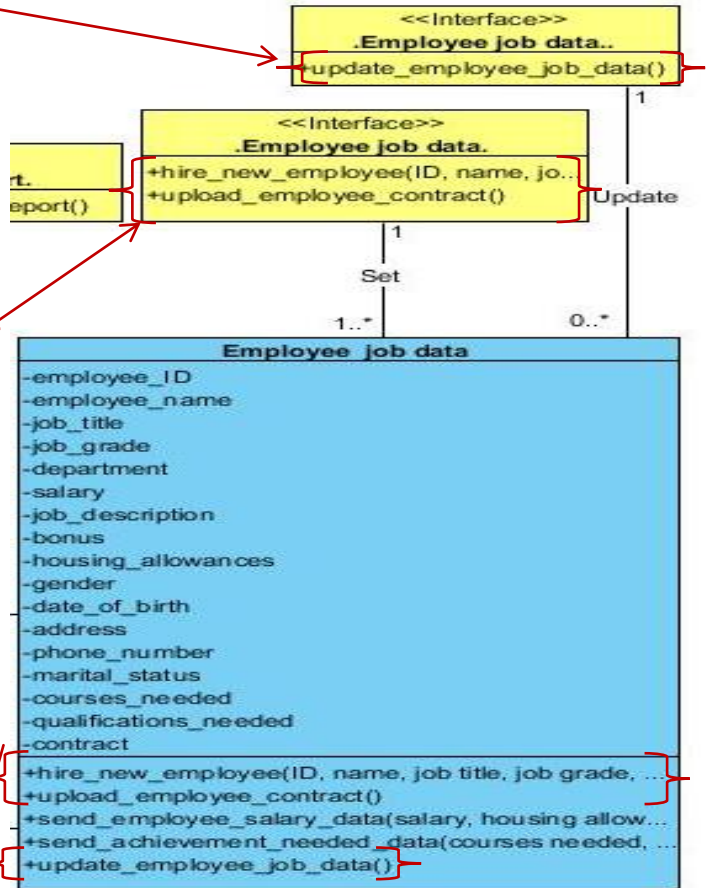 <<Interface>>
.Employee job data..
+update_employee_job_data()
1
<<Interface>>
.Employee job data.
+hire_new_employee(ID, name, jo...
+upload_employee_contract()
rt.
eport()
Update
1
Set
1..*
0..*
Employee job data
-employee_ID
-employee_name
-job_title
-job_grade
-department
-salary
-job_description
-bonus
-housing_allowances
-gender
-date_of_birth
-address
-phone_number
-marital_status
-courses_needed
-qualifications_needed
-contract
+hire_new_employee(ID, name, job title, job grade, ...
+upload_employee_contract()
+send_employee_salary_data(salary, housing allow...
+send_achievement_needed_data(courses needed, ...
+update_employee_job_data()